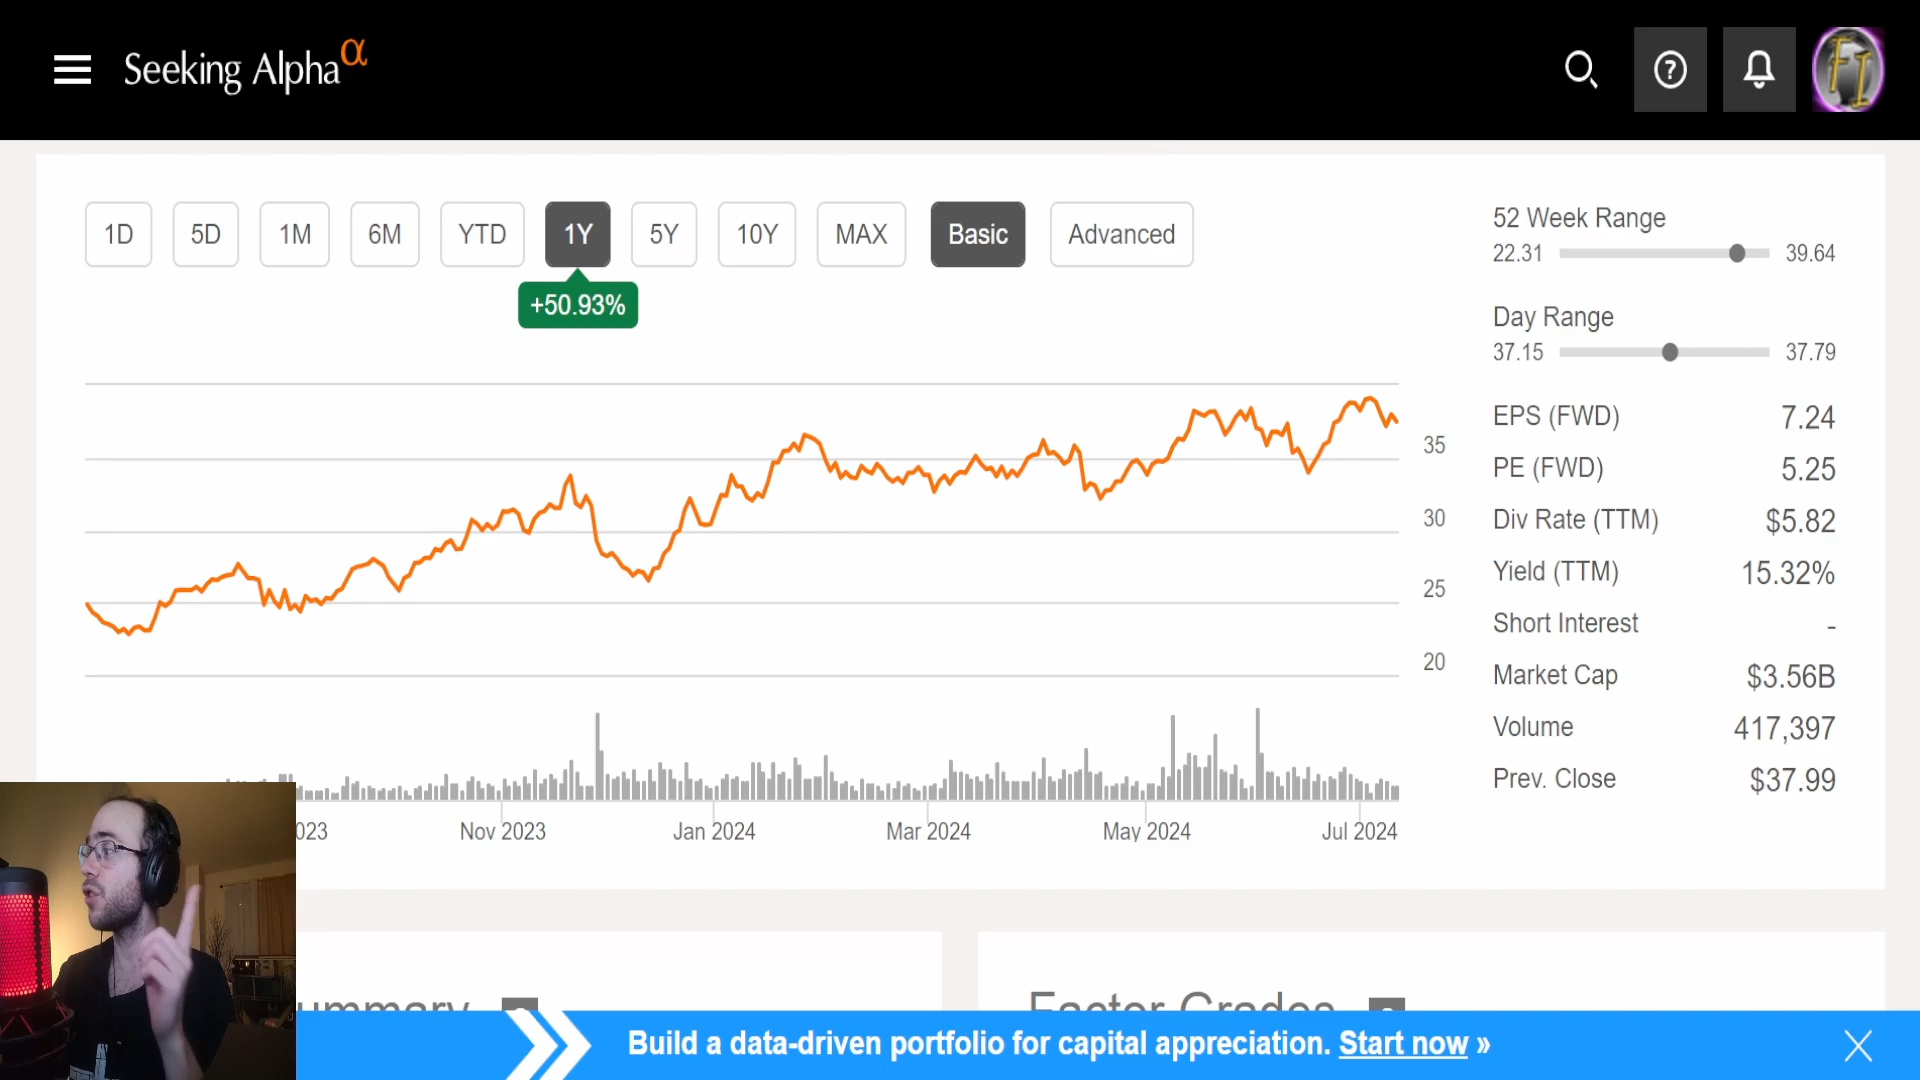 Seeking Alpha α
FI
1D 5D 1M 6M YTD 1Y 5Y 10Y MAX Basic Advanced
+50.93%
35
30
25
20
023 Nov 2023 Jan 2024 Mar 2024 May 2024 Jul 2024
52 Week Range
22.31 39.64
Day Range
37.15 37.79
EPS (FWD) 7.24
PE (FWD) 5.25
Div Rate (TTM) $5.82
Yield (TTM) 15.32%
Short Interest -
Market Cap $3.56B
Volume 417,397
Prev. Close $37.99
ummary Factor Grades
Build a data-driven portfolio for capital appreciation. Start now »